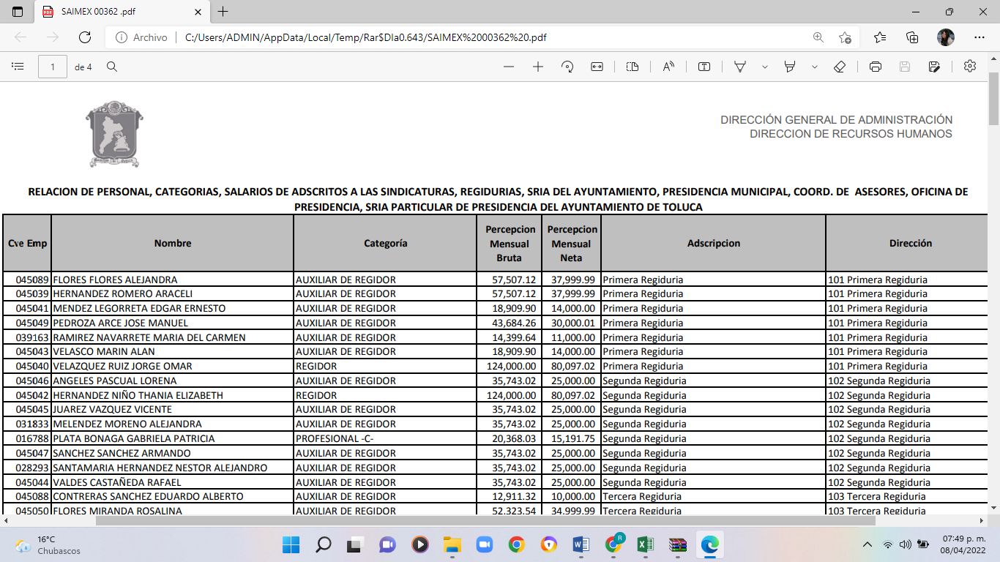 SAIMEX 00362 .pdf
Archivo
C:/Users/ADMIN/AppData/Local/Temp/Rar$DIa0.643/SAIMEX%2000362%20.pdf
1 de 4
DIRECCIÓN GENERAL DE ADMINISTRACIÓN
DIRECCION DE RECURSOS HUMANOS
RELACION DE PERSONAL, CATEGORIAS, SALARIOS DE ADSCRITOS A LAS SINDICATURAS, REGIDURIAS, SRIA DEL AYUNTAMIENTO, PRESIDENCIA MUNICIPAL, COORD. DE ASESORES, OFICINA DE
PRESIDENCIA, SRIA PARTICULAR DE PRESIDENCIA DEL AYUNTAMIENTO DE TOLUCA
Cve Emp Nombre Categoría Percepcion Mensual Bruta Percepcion Mensual Neta Adscripcion Dirección
045089 FLORES FLORES ALEJANDRA AUXILIAR DE REGIDOR 57,507.12 37,999.99 Primera Regiduria 101 Primera Regiduria
045039 HERNANDEZ ROMERO ARACELI AUXILIAR DE REGIDOR 57,507.12 37,999.99 Primera Regiduria 101 Primera Regiduria
045041 MENDEZ LEGORRETA EDGAR ERNESTO AUXILIAR DE REGIDOR 18,909.90 14,000.00 Primera Regiduria 101 Primera Regiduria
045049 PEDROZA ARCE JOSE MANUEL AUXILIAR DE REGIDOR 43,684.26 30,000.01 Primera Regiduria 101 Primera Regiduria
039163 RAMIREZ NAVARRETE MARIA DEL CARMEN AUXILIAR DE REGIDOR 14,399.64 11,000.00 Primera Regiduria 101 Primera Regiduria
045043 VELASCO MARIN ALAN AUXILIAR DE REGIDOR 18,909.90 14,000.00 Primera Regiduria 101 Primera Regiduria
045040 VELAZQUEZ RUIZ JORGE OMAR REGIDOR 124,000.00 80,097.02 Primera Regiduria 101 Primera Regiduria
045046 ANGELES PASCUAL LORENA AUXILIAR DE REGIDOR 35,743.02 25,000.00 Segunda Regiduria 102 Segunda Regiduria
045042 HERNANDEZ NIÑO THANIA ELIZABETH REGIDOR 124,000.00 80,097.02 Segunda Regiduria 102 Segunda Regiduria
045045 JUAREZ VAZQUEZ VICENTE AUXILIAR DE REGIDOR 35,743.02 25,000.00 Segunda Regiduria 102 Segunda Regiduria
031833 MELENDEZ MORENO ALEJANDRA AUXILIAR DE REGIDOR 35,743.02 25,000.00 Segunda Regiduria 102 Segunda Regiduria
016788 PLATA BONAGA GABRIELA PATRICIA PROFESIONAL -C- 20,368.03 15,191.75 Segunda Regiduria 102 Segunda Regiduria
045047 SANCHEZ SANCHEZ ARMANDO AUXILIAR DE REGIDOR 35,743.02 25,000.00 Segunda Regiduria 102 Segunda Regiduria
028293 SANTAMARIA HERNANDEZ NESTOR ALEJANDRO AUXILIAR DE REGIDOR 35,743.02 25,000.00 Segunda Regiduria 102 Segunda Regiduria
045044 VALDES CASTAÑEDA RAFAEL AUXILIAR DE REGIDOR 35,743.02 25,000.00 Segunda Regiduria 102 Segunda Regiduria
045088 CONTRERAS SANCHEZ EDUARDO ALBERTO AUXILIAR DE REGIDOR 12,911.32 10,000.00 Tercera Regiduria 103 Tercera Regiduria
045050 FLORES MIRANDA ROSALINA AUXILIAR DE REGIDOR 52,323.54 34,999.99 Tercera Regiduria 103 Tercera Regiduria
16°C
Chubascos
07:49 p. m.
08/04/2022